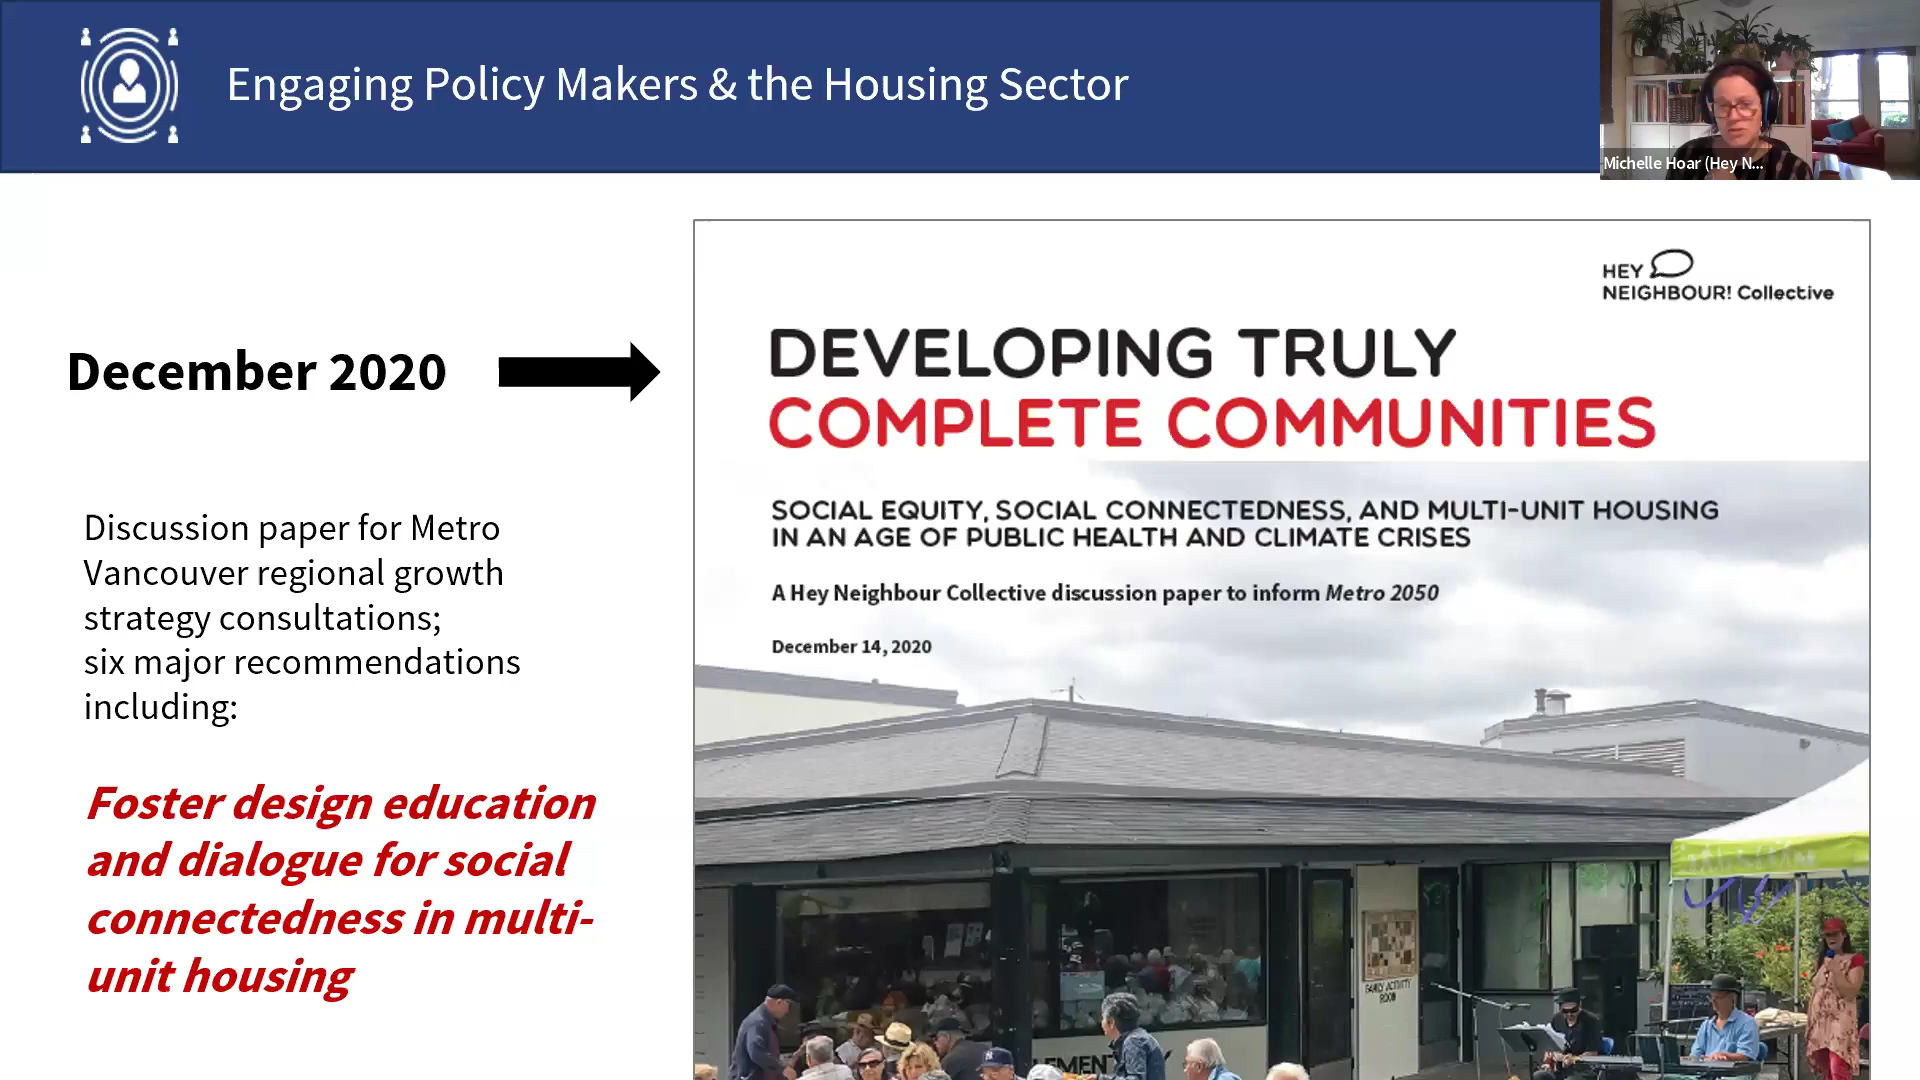 Engaging Policy Makers & the Housing Sector
Michelle Hoar (Hey N...
December 2020
Discussion paper for Metro
Vancouver regional growth
strategy consultations;
six major recommendations
including:
Foster design education
and dialogue for social
connectedness in multi-
unit housing
HEY
NEIGHBOUR! Collective
DEVELOPING TRULY
COMPLETE COMMUNITIES
SOCIAL EQUITY, SOCIAL CONNECTEDNESS, AND MULTI-UNIT HOUSING
IN AN AGE OF PUBLIC HEALTH AND CLIMATE CRISES
A Hey Neighbour Collective discussion paper to inform Metro 2050
December 14, 2020
FAMILY ACTIVITY
ROOM